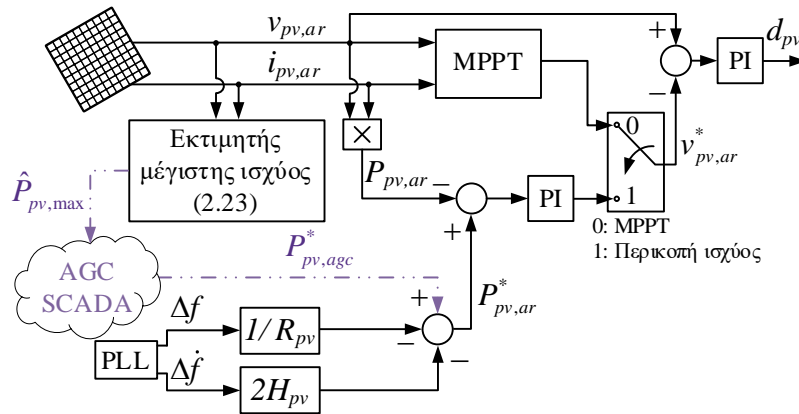 v_{pv,ar}
i_{pv,ar}
MPPT
+
−
PI
d_{pv}
Εκτιμητής
μέγιστης ισχύος
(2.23)
×
P_{pv,ar}
−
+
PI
0
1
v^{*}_{pv,ar}
0: MPPT
1: Περικοπή ισχύος
\hat{P}_{pv,max}
P^{*}_{pv,agc}
AGC
SCADA
+
−
−
P^{*}_{pv,ar}
PLL
Δf
1/R_{pv}
Δ\dot{f}
2H_{pv}